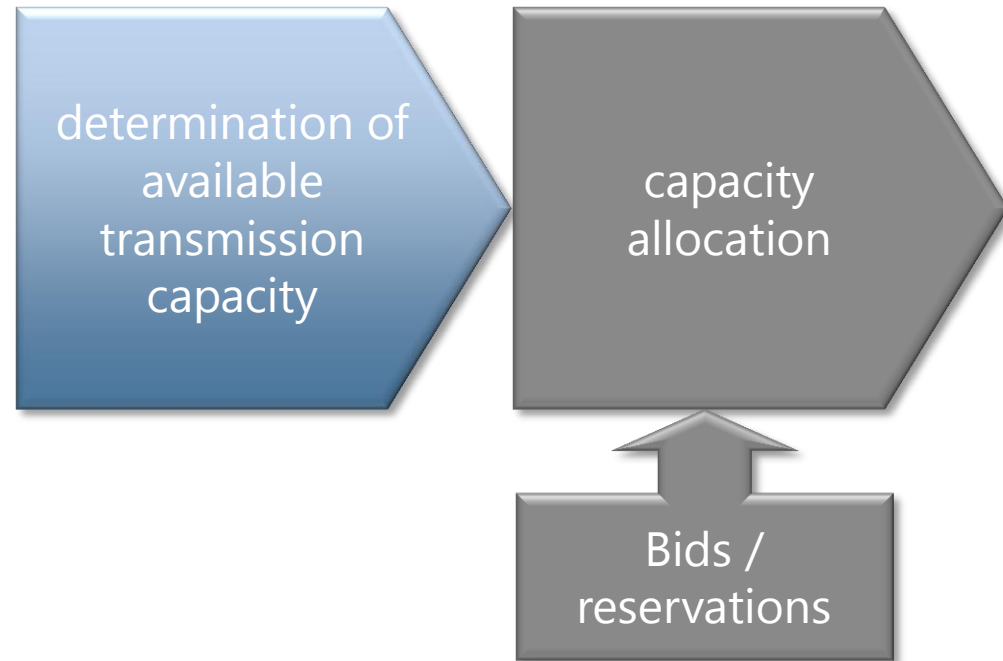 determination of
available
transmission
capacity
capacity
allocation
Bids /
reservations